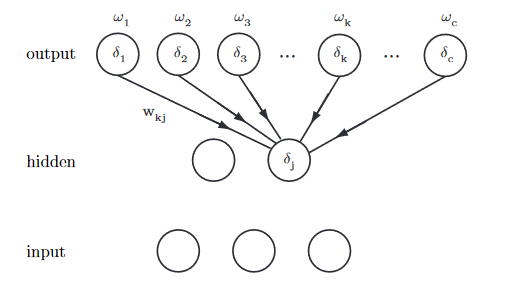 ω1 ω2 ω3 ωk ωc
output δ1 δ2 δ3 ... δk ... δc
wkj
hidden δj
input